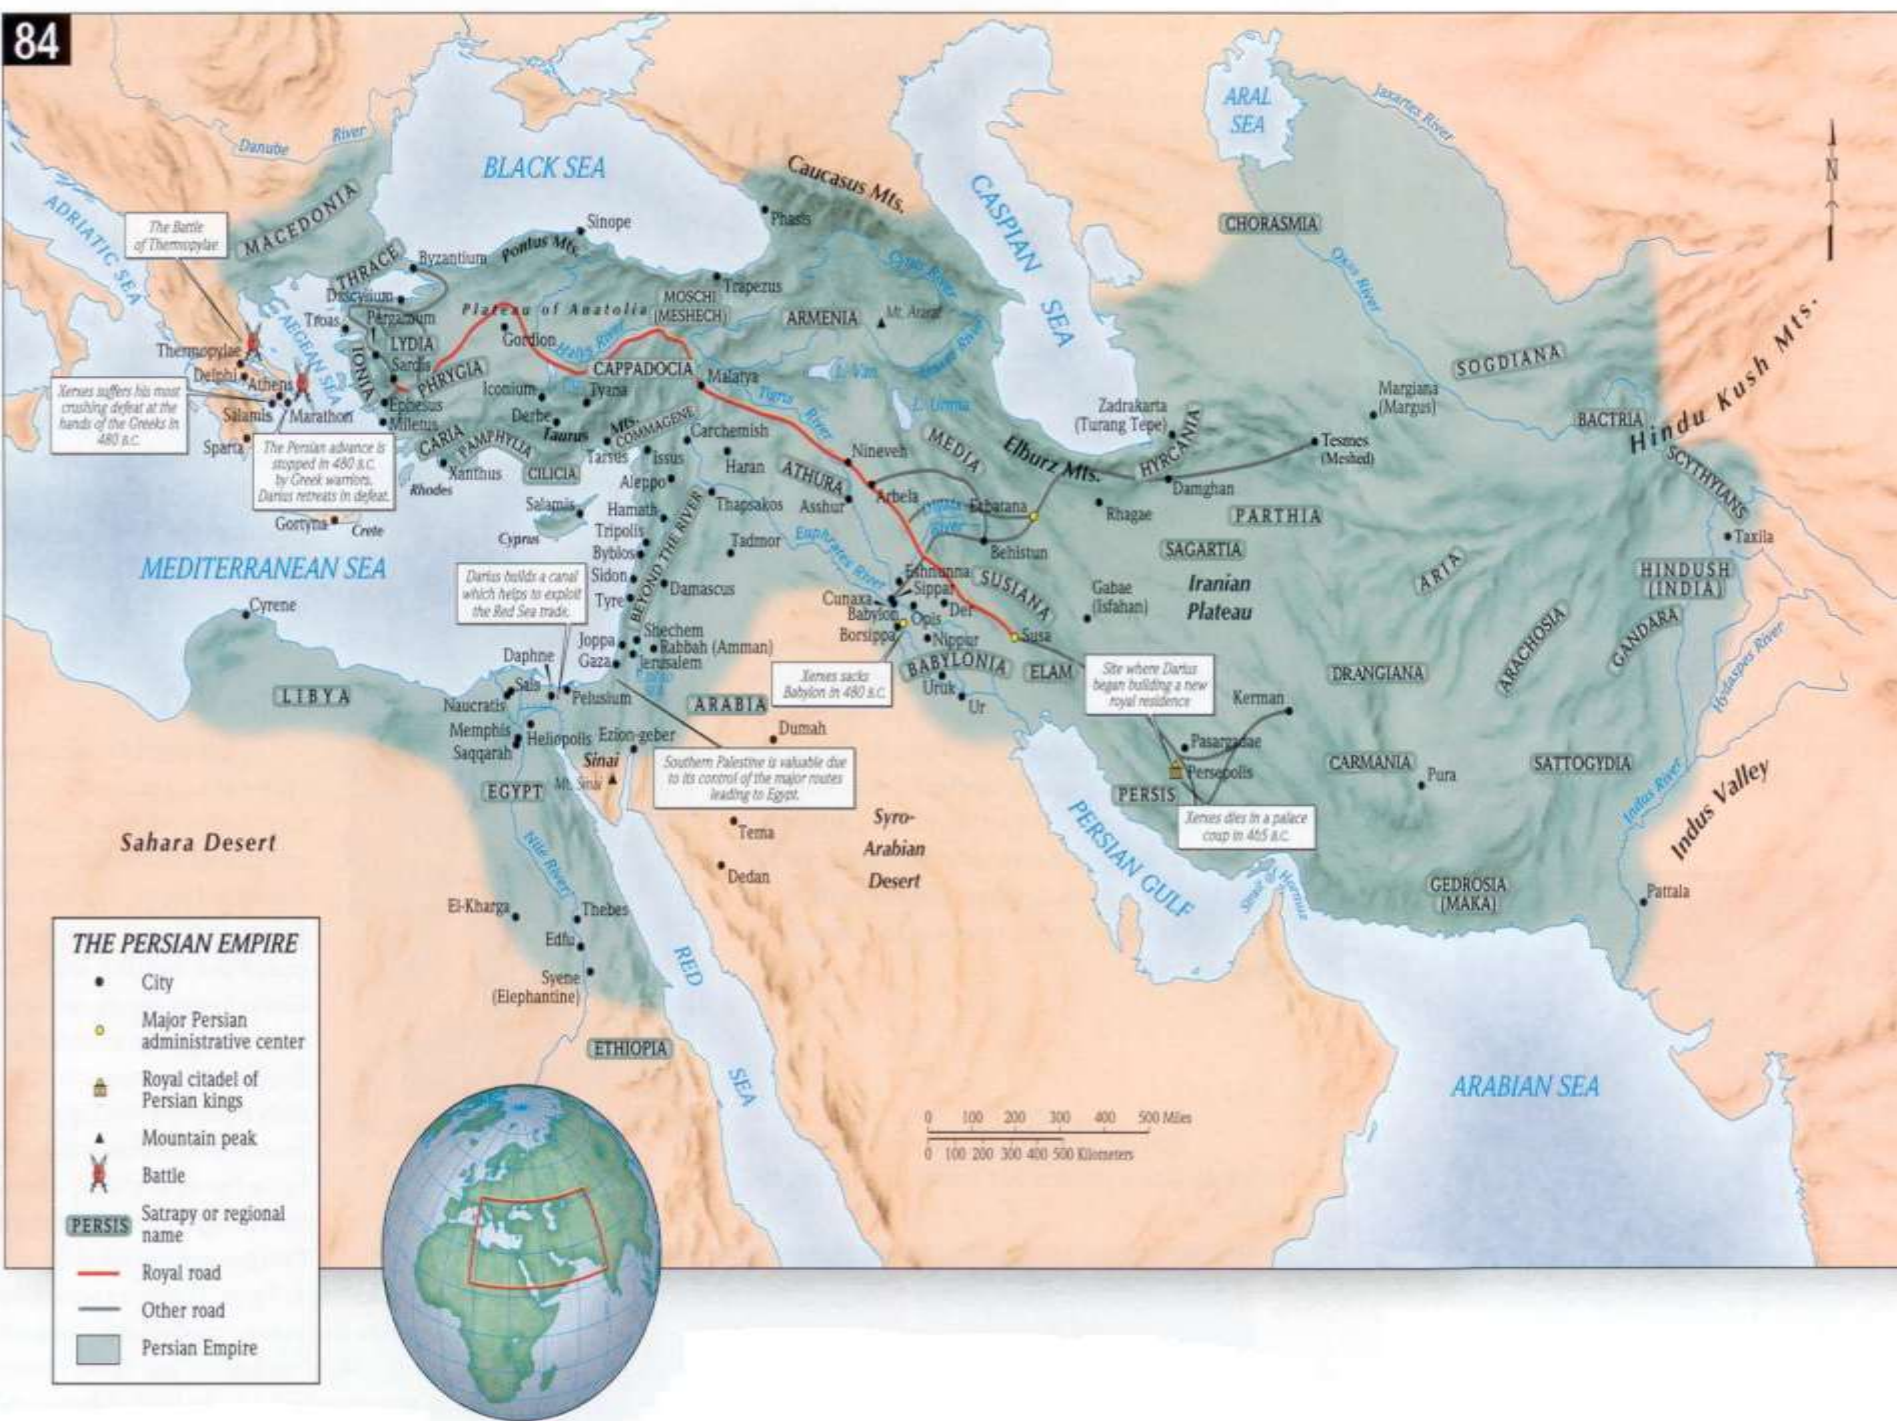 84
Danube
River
BLACK SEA
Caucasus Mts.
CASPIAN
SEA
ARAL
SEA
Jaxartes River
N
ADRIATIC SEA
The Battle
of Thermopylae
MACEDONIA
THRACE
Byzantium
Sinope
Pontus Mts.
Phasis
Trapezus
CHORASMIA
Oxus River
Cyrus River
Dascylium
Troas
Pergamum
Plateau of Anatolia
MOSCHI
(MESHECH)
ARMENIA
Mt. Ararat
AEGEAN SEA
IONIA
LYDIA
Sardis
PHRYGIA
Gordion
Halys River
CAPPADOCIA
Malatya
L. Van
L. Urmia
SOGDIANA
Hindu Kush Mts.
Thermopylae
Delphi
Athens
Salamis
Marathon
Sparta
Xerxes suffers his most
crushing defeat at the
hands of the Greeks in
480 B.C.
The Persian advance is
stopped in 480 B.C.
by Greek warriors.
Darius retreats in defeat.
Ephesus
Miletus
CARIA
PAMPHYLIA
Xanthus
Rhodes
Iconium
Derbe
Tyana
Taurus
Mts.
COMMAGENE
Tarsus
CILICIA
Issus
Carchemish
Haran
Tigris River
Nineveh
ATHURA
Asshur
Arbela
MEDIA
Elburz Mts.
Zadrakarta
(Turang Tepe)
HYRCANIA
Margiana
(Margus)
Tesmes
(Meshed)
BACTRIA
SCYTHIANS
Taxila
Damghan
Rhagae
PARTHIA
SAGARTIA
Ekbatana
Behistun
Aleppo
Hamath
Thapsakos
Tadmor
Tripolis
Byblos
Sidon
Tyre
Damascus
BEYOND THE RIVER
Salamis
Cyprus
Gortyna
Crete
MEDITERRANEAN SEA
Cyrene
Darius builds a canal
which helps to exploit
the Red Sea trade.
Euphrates River
Eshnunna
Sippar
Cunaxa
Babylon
Opis
Der
Borsippa
Nippur
SUSIANA
Susa
Gabae
(Isfahan)
Iranian
Plateau
ARIA
HINDUSH
(INDIA)
GANDARA
ARACHOSIA
DRANGIANA
Hydaspes River
Joppa
Gaza
Shechem
Rabbah (Amman)
Jerusalem
Daphne
Sais
Naucratis
Pelusium
LIBYA
Memphis
Heliopolis
Saqqarah
Ezion-geber
Sinai
Mt. Sinai
EGYPT
ARABIA
Dumah
Xerxes sacks
Babylon in 480 B.C.
BABYLONIA
Uruk
Ur
ELAM
Site where Darius
began building a new
royal residence
Kerman
Pasargadae
Persepolis
PERSIS
Xerxes dies in a palace
coup in 465 B.C.
CARMANIA
Pura
SATTOGYDIA
Indus River
Indus Valley
Southern Palestine is valuable due
to its control of the major routes
leading to Egypt.
Sahara Desert
Nile River
Tema
Dedan
Syro-
Arabian
Desert
PERSIAN GULF
Strait
Hormuz
GEDROSIA
(MAKA)
Pattala
El-Kharga
Thebes
Edfu
Syene
(Elephantine)
RED
SEA
ETHIOPIA
ARABIAN SEA
THE PERSIAN EMPIRE
City
Major Persian
administrative center
Royal citadel of
Persian kings
Mountain peak
Battle
PERSIS
Satrapy or regional
name
Royal road
Other road
Persian Empire
0 100 200 300 400 500 Miles
0 100 200 300 400 500 Kilometers